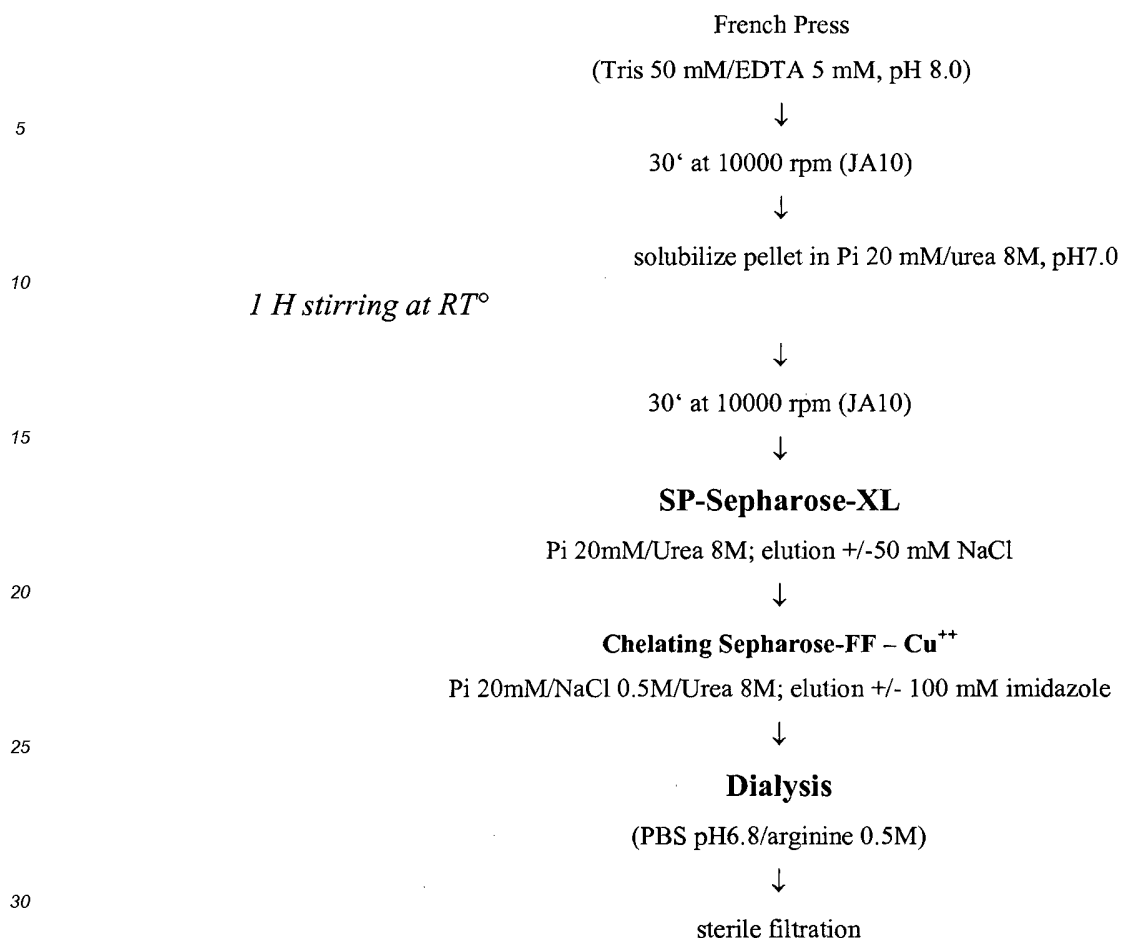 French Press
(Tris 50 mM/EDTA 5 mM, pH 8.0)
↓
5
30‘ at 10000 rpm (JA10)
↓
solubilize pellet in Pi 20 mM/urea 8M, pH7.0
10
1 H stirring at RT°
↓
30‘ at 10000 rpm (JA10)
15
↓
SP-Sepharose-XL
Pi 20mM/Urea 8M; elution +/-50 mM NaCl
20
↓
Chelating Sepharose-FF – Cu⁺⁺
Pi 20mM/NaCl 0.5M/Urea 8M; elution +/- 100 mM imidazole
↓
25
Dialysis
(PBS pH6.8/arginine 0.5M)
↓
30
sterile filtration